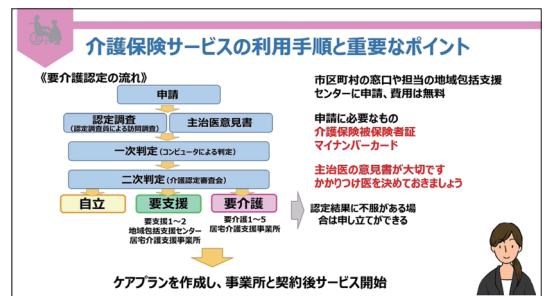 介護保険サービスの利用手順と重要なポイント
《要介護認定の流れ》
申請
認定調査
(認定調査員による訪問調査)
主治医意見書
一次判定(コンピュータによる判定)
二次判定(介護認定審査会)
自立
要支援
要介護
要支援1~2
地域包括支援センター
居宅介護支援事業所
要介護1~5
居宅介護支援事業所
ケアプランを作成し、事業所と契約後サービス開始
市区町村の窓口や担当の地域包括支援
センターに申請、費用は無料
申請に必要なもの
介護保険被保険者証
マイナンバーカード
主治医の意見書が大切です
かかりつけ医を決めておきましょう
認定結果に不服がある場
合は申し立てができる